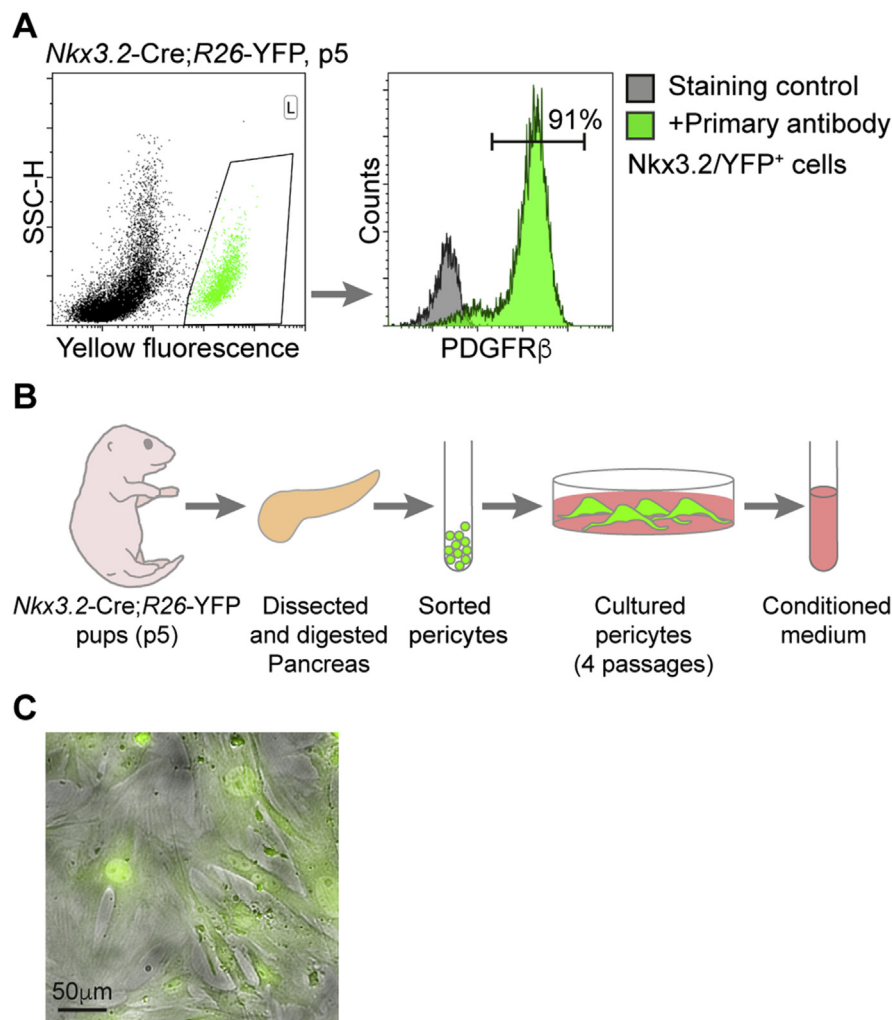 A
Nkx3.2-Cre;R26-YFP, p5
L
SSC-H
Yellow fluorescence
Counts
91%
PDGFRβ
Staining control
+Primary antibody
Nkx3.2/YFP⁺ cells
B
Nkx3.2-Cre;R26-YFP
pups (p5)
Dissected
and digested
Pancreas
Sorted
pericytes
Cultured
pericytes
(4 passages)
Conditioned
medium
C
50μm